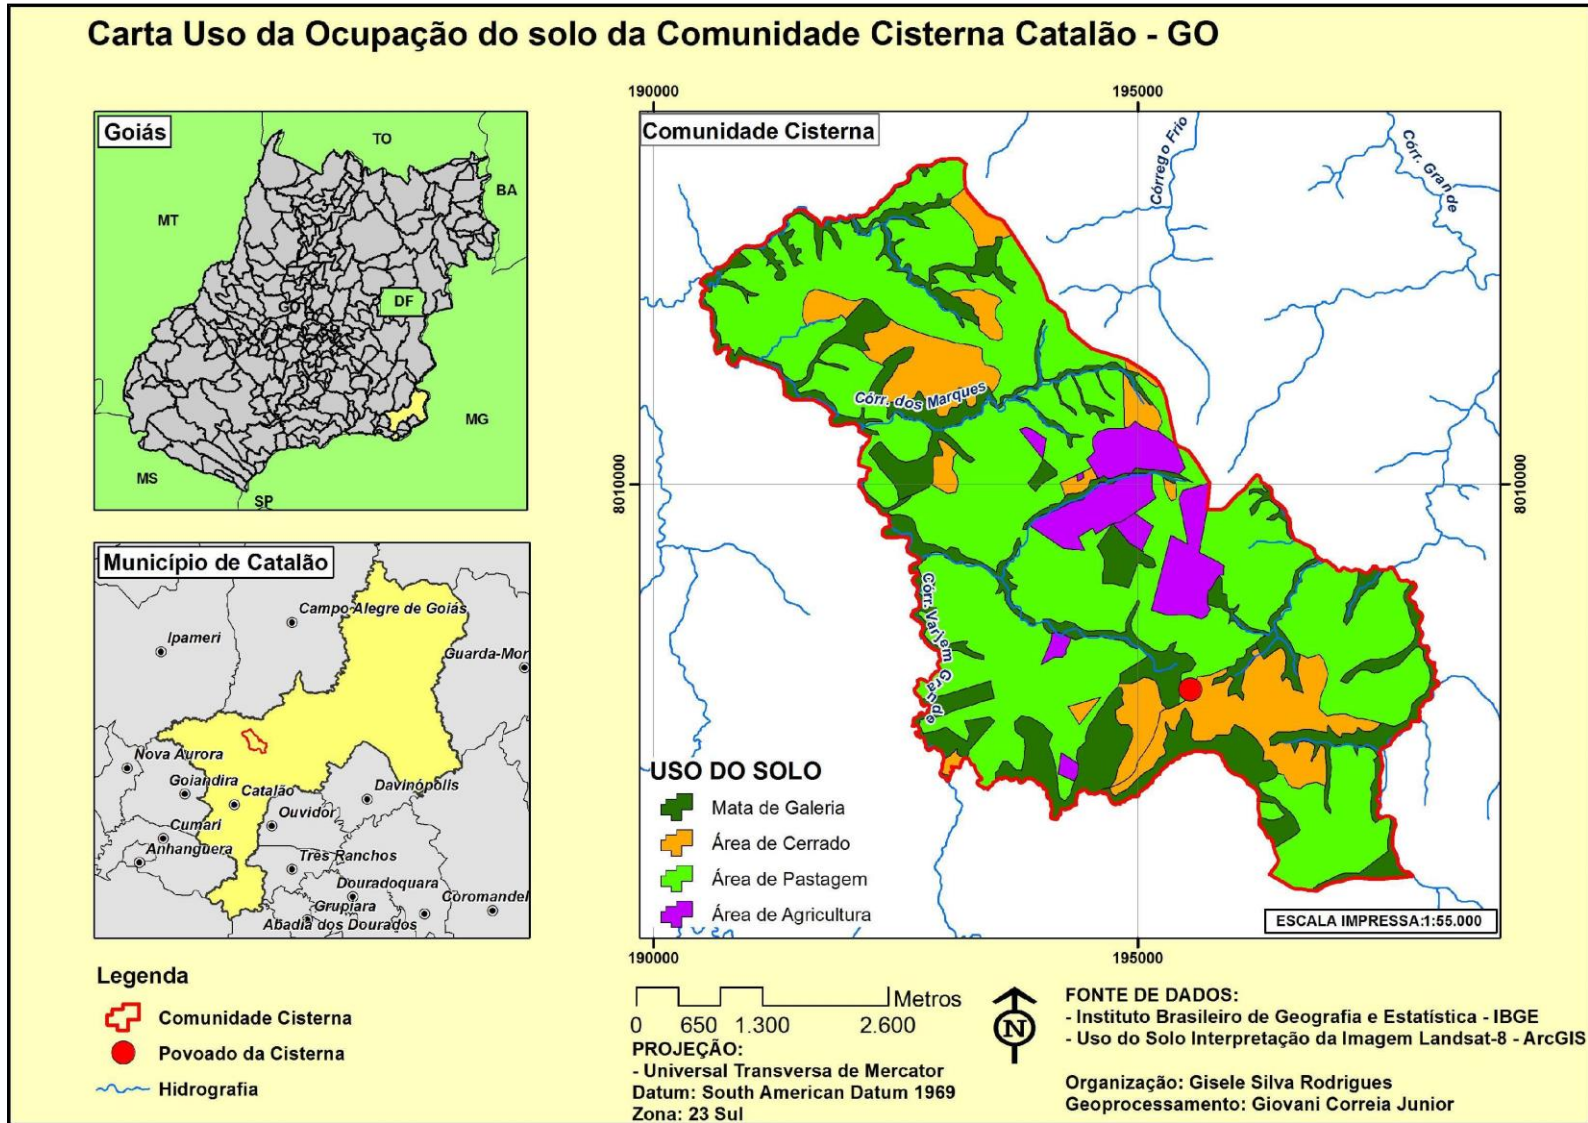 Carta Uso da Ocupação do solo da Comunidade Cisterna Catalão - GO
Goiás
TO
BA
MT
DF
GO
MG
MS
SP
Município de Catalão
Campo Alegre de Goiás
Ipameri
Guarda-Mor
Nova Aurora
Goiandira
Catalão
Davinópolis
Ouvidor
Cumari
Anhanguera
Três Ranchos
Douradoquara
Coromandel
Grupiara
Abadia dos Dourados
Legenda
Comunidade Cisterna
Povoado da Cisterna
Hidrografia
190000
195000
Comunidade Cisterna
Córrego Frio
Córr. Grande
Córr. dos Marques
8010000
8010000
Córr. Varjem Grande
USO DO SOLO
Mata de Galeria
Área de Cerrado
Área de Pastagem
Área de Agricultura
ESCALA IMPRESSA:1:55.000
190000
195000
Metros
0 650 1.300 2.600
PROJEÇÃO:
- Universal Transversa de Mercator
Datum: South American Datum 1969
Zona: 23 Sul
N
FONTE DE DADOS:
- Instituto Brasileiro de Geografia e Estatística - IBGE
- Uso do Solo Interpretação da Imagem Landsat-8 - ArcGIS
Organização: Gisele Silva Rodrigues
Geoprocessamento: Giovani Correia Junior